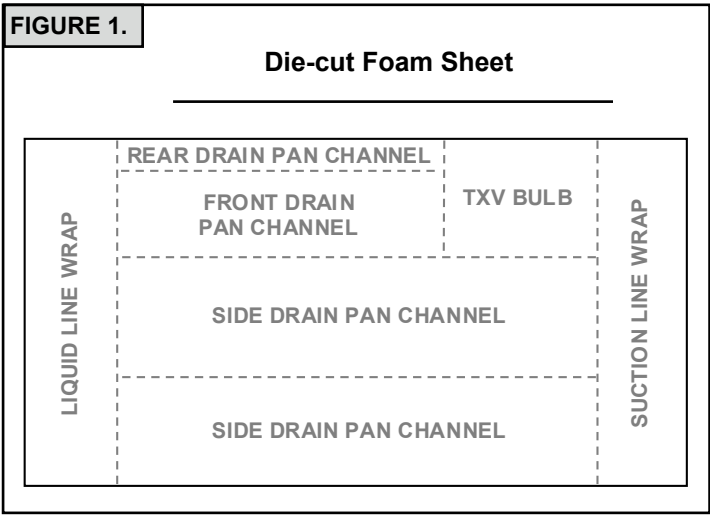 FIGURE 1.
Die-cut Foam Sheet
REAR DRAIN PAN CHANNEL
FRONT DRAIN
PAN CHANNEL
TXV BULB
LIQUID LINE WRAP
SIDE DRAIN PAN CHANNEL
SUCTION LINE WRAP
SIDE DRAIN PAN CHANNEL